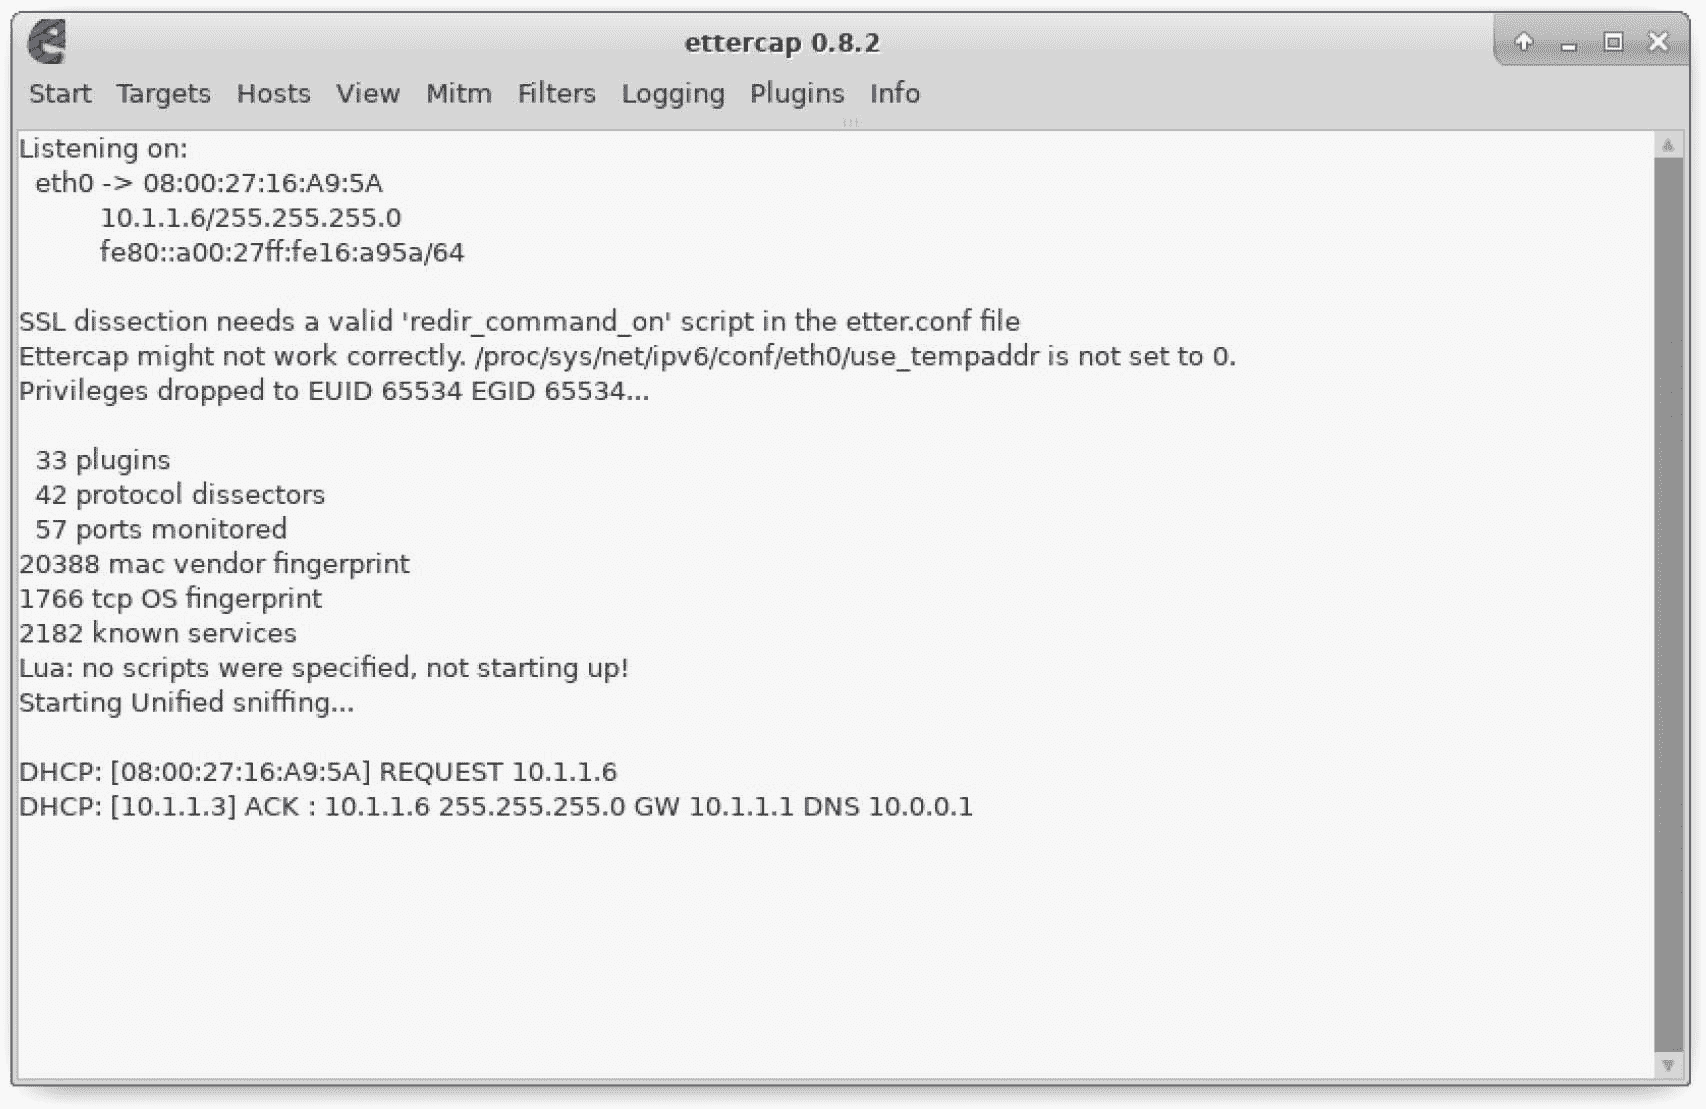 ettercap 0.8.2
Start Targets Hosts View Mitm Filters Logging Plugins Info
Listening on:
eth0 -> 08:00:27:16:A9:5A
10.1.1.6/255.255.255.0
fe80::a00:27ff:fe16:a95a/64
SSL dissection needs a valid 'redir_command_on' script in the etter.conf file
Ettercap might not work correctly. /proc/sys/net/ipv6/conf/eth0/use_tempaddr is not set to 0.
Privileges dropped to EUID 65534 EGID 65534...
33 plugins
42 protocol dissectors
57 ports monitored
20388 mac vendor fingerprint
1766 tcp OS fingerprint
2182 known services
Lua: no scripts were specified, not starting up!
Starting Unified sniffing...
DHCP: [08:00:27:16:A9:5A] REQUEST 10.1.1.6
DHCP: [10.1.1.3] ACK : 10.1.1.6 255.255.255.0 GW 10.1.1.1 DNS 10.0.0.1